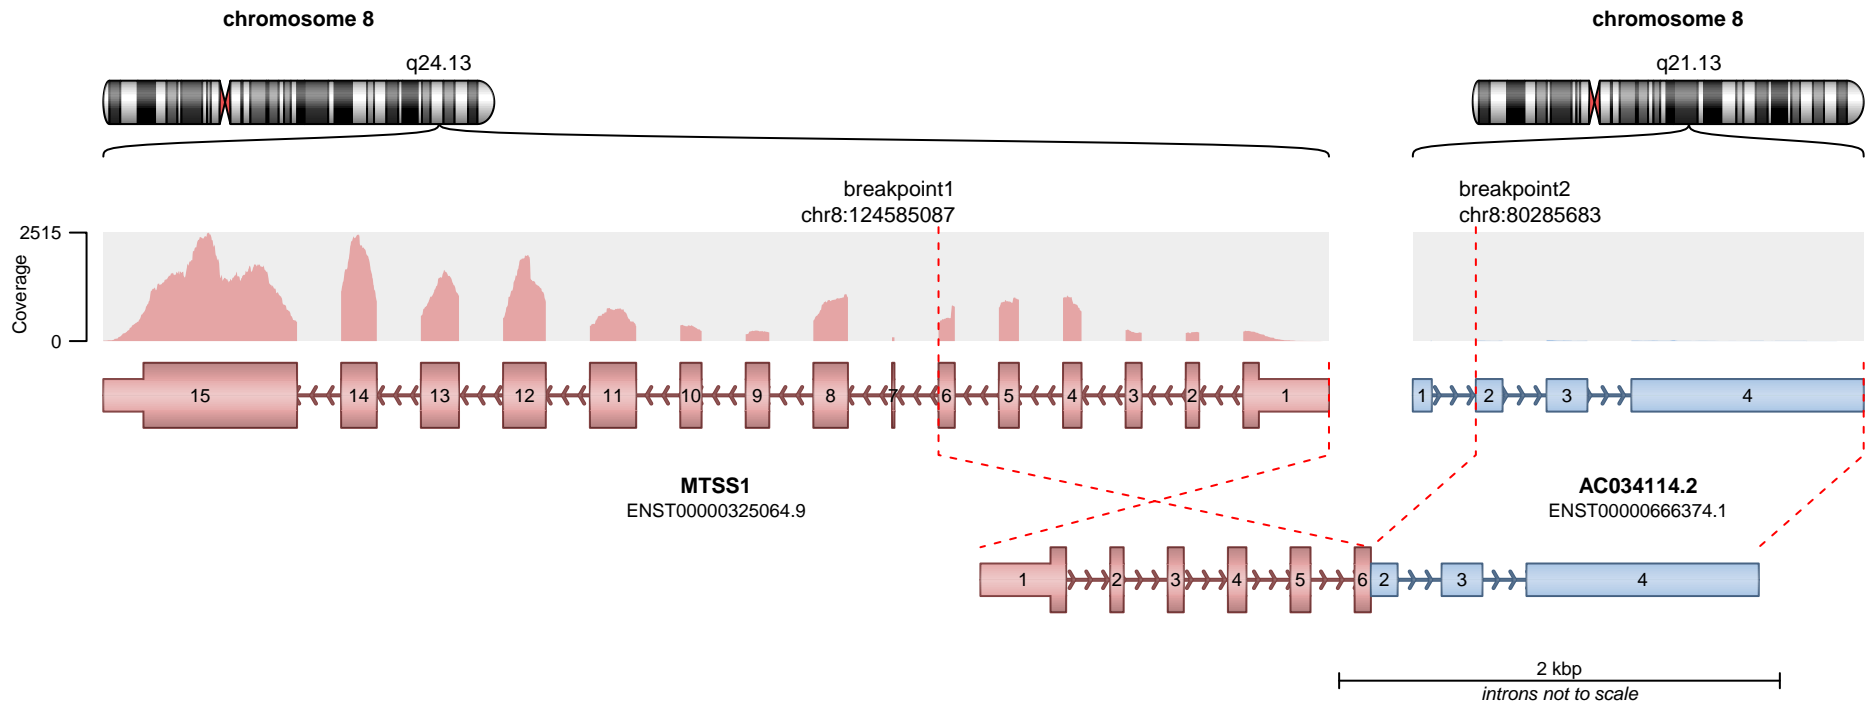 chromosome 8
chromosome 8
q24.13
q21.13
breakpoint1
chr8:124585087
breakpoint2
chr8:80285683
2515
0
Coverage
15 14 13 12 11 10 9 8 7 6 5 4 3 2 1
1 2 3 4
MTSS1
ENST00000325064.9
AC034114.2
ENST00000666374.1
1 2 3 4 5 6 2 3 4
2 kbp
introns not to scale